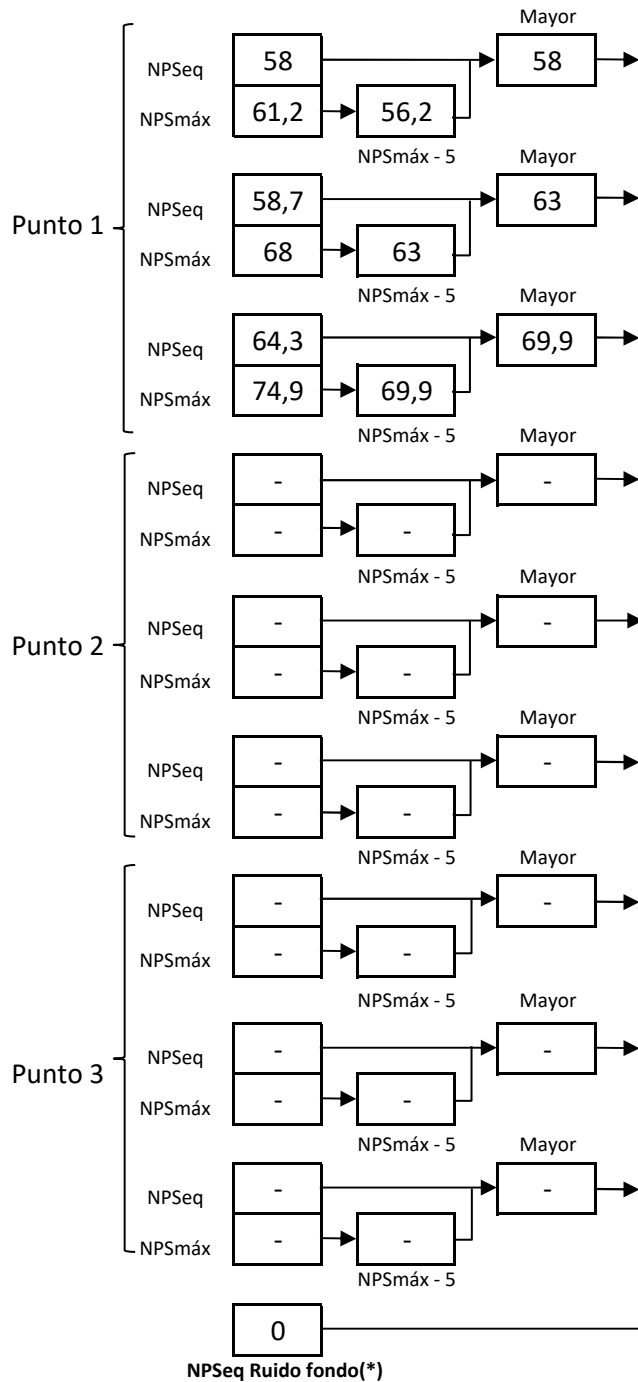 Mayor
NPSeq 58 58
NPSmáx 61,2 56,2
NPSmáx - 5 Mayor
Punto 1
NPSeq 58,7 63
NPSmáx 68 63
NPSmáx - 5 Mayor
NPSeq 64,3 69,9
NPSmáx 74,9 69,9
NPSmáx - 5 Mayor
NPSeq - -
NPSmáx - -
NPSmáx - 5 Mayor
Punto 2
NPSeq - -
NPSmáx - -
NPSmáx - 5 Mayor
NPSeq - -
NPSmáx - -
NPSmáx - 5 Mayor
NPSeq - -
NPSmáx - -
NPSmáx - 5 Mayor
Punto 3
NPSeq - -
NPSmáx - -
NPSmáx - 5 Mayor
NPSeq - -
NPSmáx - -
NPSmáx - 5
0
NPSeq Ruido fondo(*)